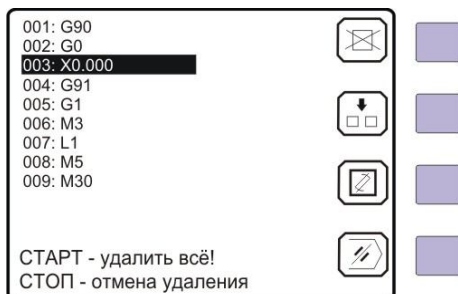 001: G90
002: G0
003: X0.000
004: G91
005: G1
006: M3
007: L1
008: M5
009: M30
СТАРТ - удалить всё!
СТОП - отмена удаления